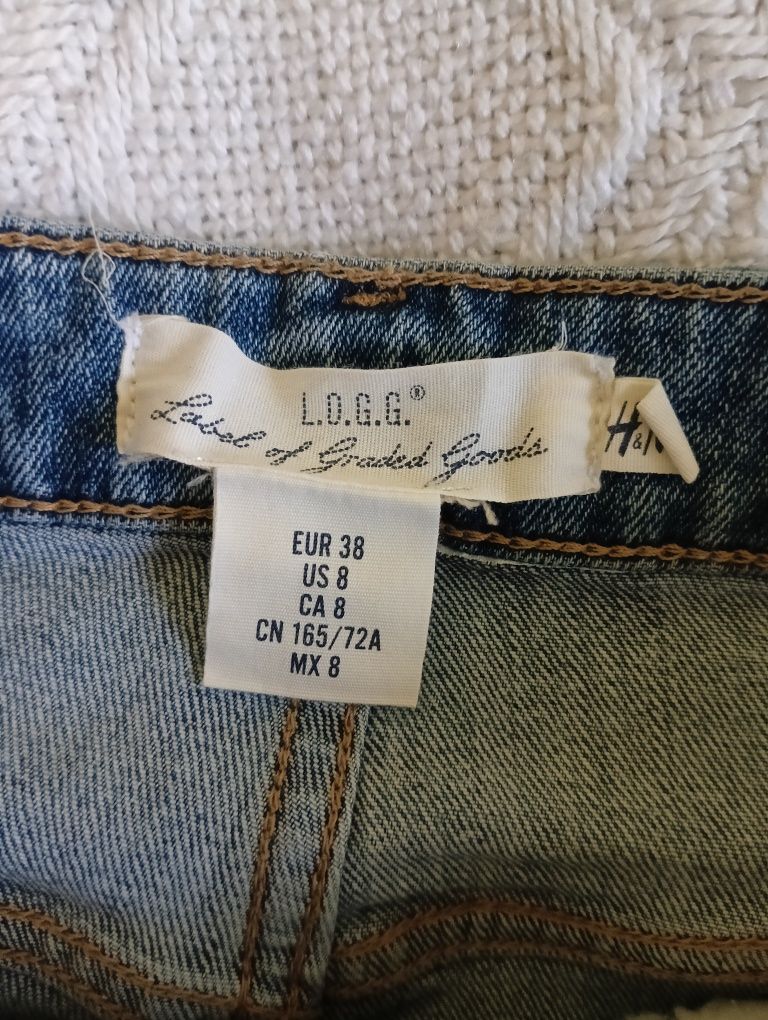 L.O.G.G.®
Label of Graded Goods
H&
EUR 38
US 8
CA 8
CN 165/72A
MX 8